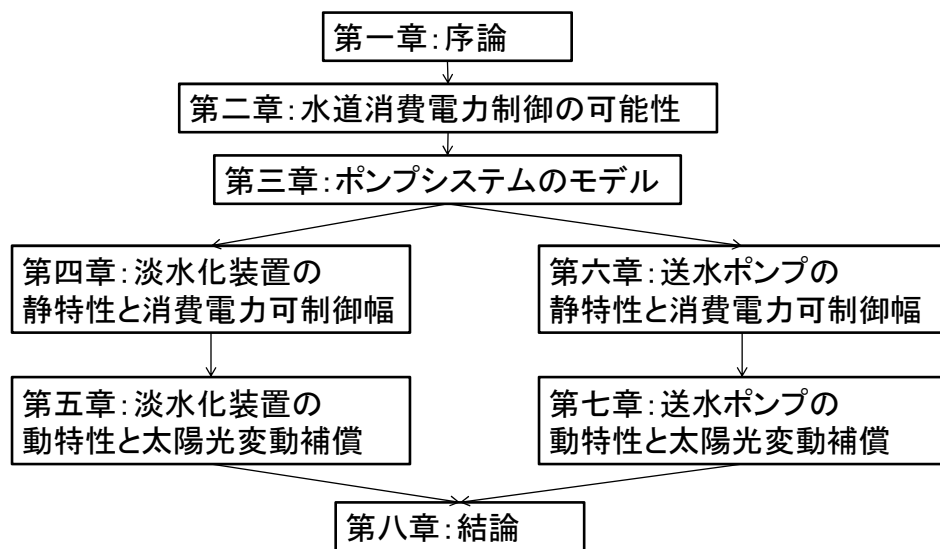 第一章：序論
第二章：水道消費電力制御の可能性
第三章：ポンプシステムのモデル
第四章：淡水化装置の
静特性と消費電力可制御幅
第六章：送水ポンプの
静特性と消費電力可制御幅
第五章：淡水化装置の
動特性と太陽光変動補償
第七章：送水ポンプの
動特性と太陽光変動補償
第八章：結論